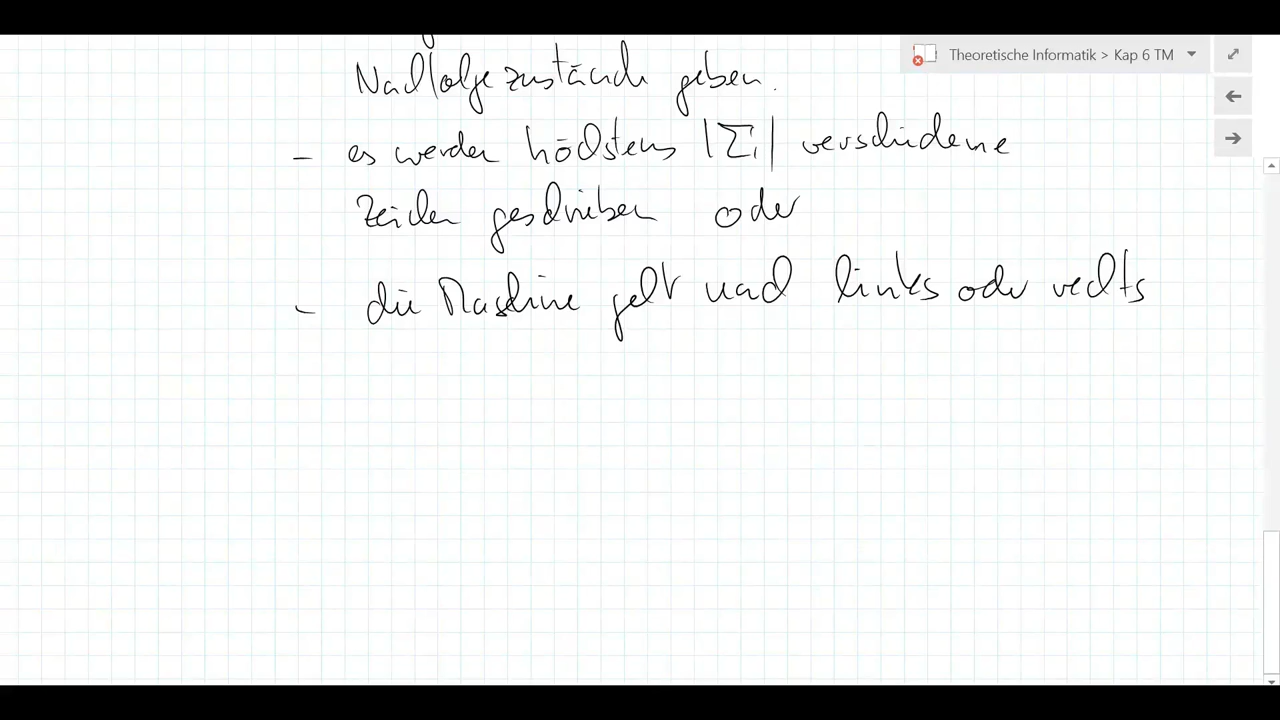 Theoretische Informatik > Kap 6 TM
Nachfolgezustände geben.
- es werden höchstens |Σ| verschiedene
Zeichen geschrieben oder
- die Maschine geht nach links oder rechts